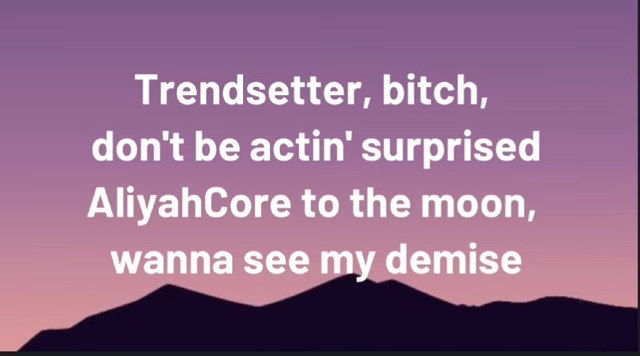 Trendsetter, bitch,
don't be actin' surprised
AliyahCore to the moon,
wanna see my demise